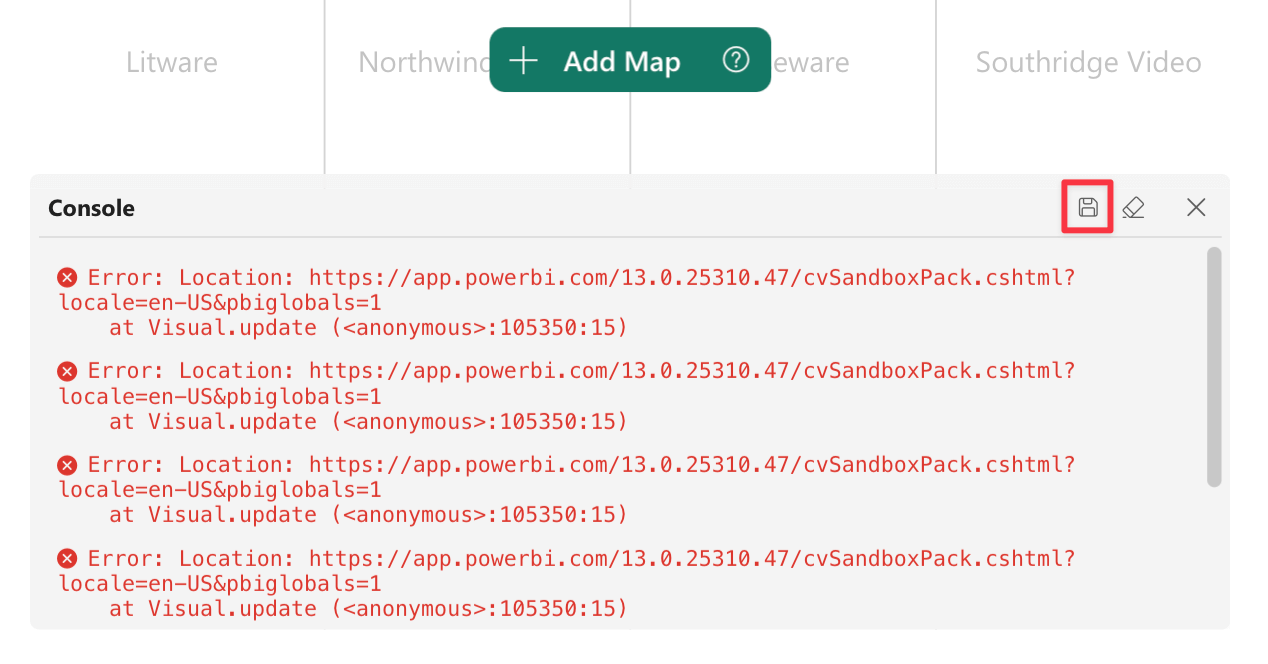 Litware
Northwind
Add Map
eware
Southridge Video
Console
Error: Location: https://app.powerbi.com/13.0.25310.47/cvSandboxPack.cshtml?
locale=en-US&pbiglobals=1
at Visual.update (<anonymous>:105350:15)
Error: Location: https://app.powerbi.com/13.0.25310.47/cvSandboxPack.cshtml?
locale=en-US&pbiglobals=1
at Visual.update (<anonymous>:105350:15)
Error: Location: https://app.powerbi.com/13.0.25310.47/cvSandboxPack.cshtml?
locale=en-US&pbiglobals=1
at Visual.update (<anonymous>:105350:15)
Error: Location: https://app.powerbi.com/13.0.25310.47/cvSandboxPack.cshtml?
locale=en-US&pbiglobals=1
at Visual.update (<anonymous>:105350:15)